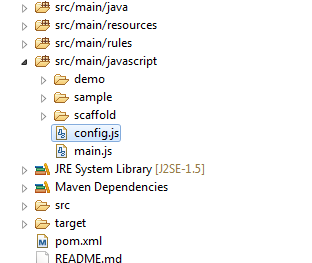 src/main/java
src/main/resources
src/main/rules
src/main/javascript
demo
sample
scaffold
config.js
main.js
JRE System Library [J2SE-1.5]
Maven Dependencies
src
target
pom.xml
README.md